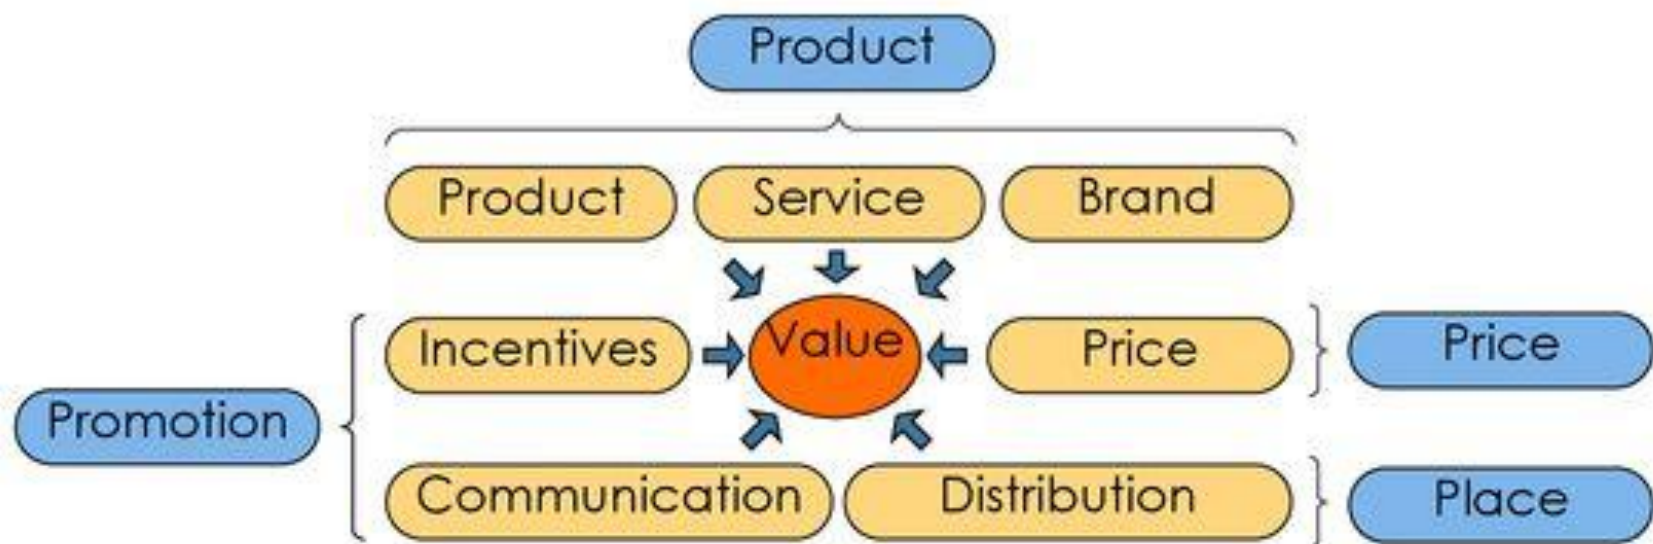 Product
Product Service Brand
Incentives Value Price Price
Promotion
Communication Distribution Place